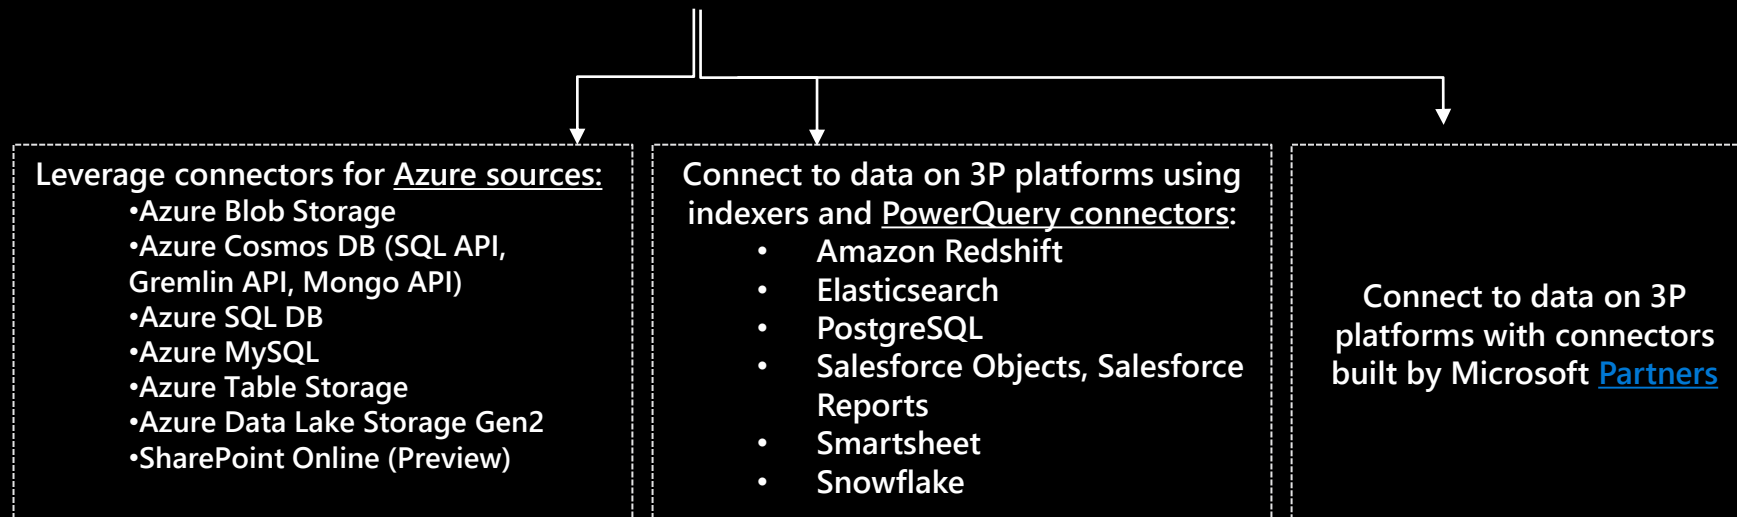 Leverage connectors for Azure sources:
•Azure Blob Storage
•Azure Cosmos DB (SQL API,
Gremlin API, Mongo API)
•Azure SQL DB
•Azure MySQL
•Azure Table Storage
•Azure Data Lake Storage Gen2
•SharePoint Online (Preview)
Connect to data on 3P platforms using
indexers and PowerQuery connectors:
• Amazon Redshift
• Elasticsearch
• PostgreSQL
• Salesforce Objects, Salesforce
Reports
• Smartsheet
• Snowflake
Connect to data on 3P
platforms with connectors
built by Microsoft Partners